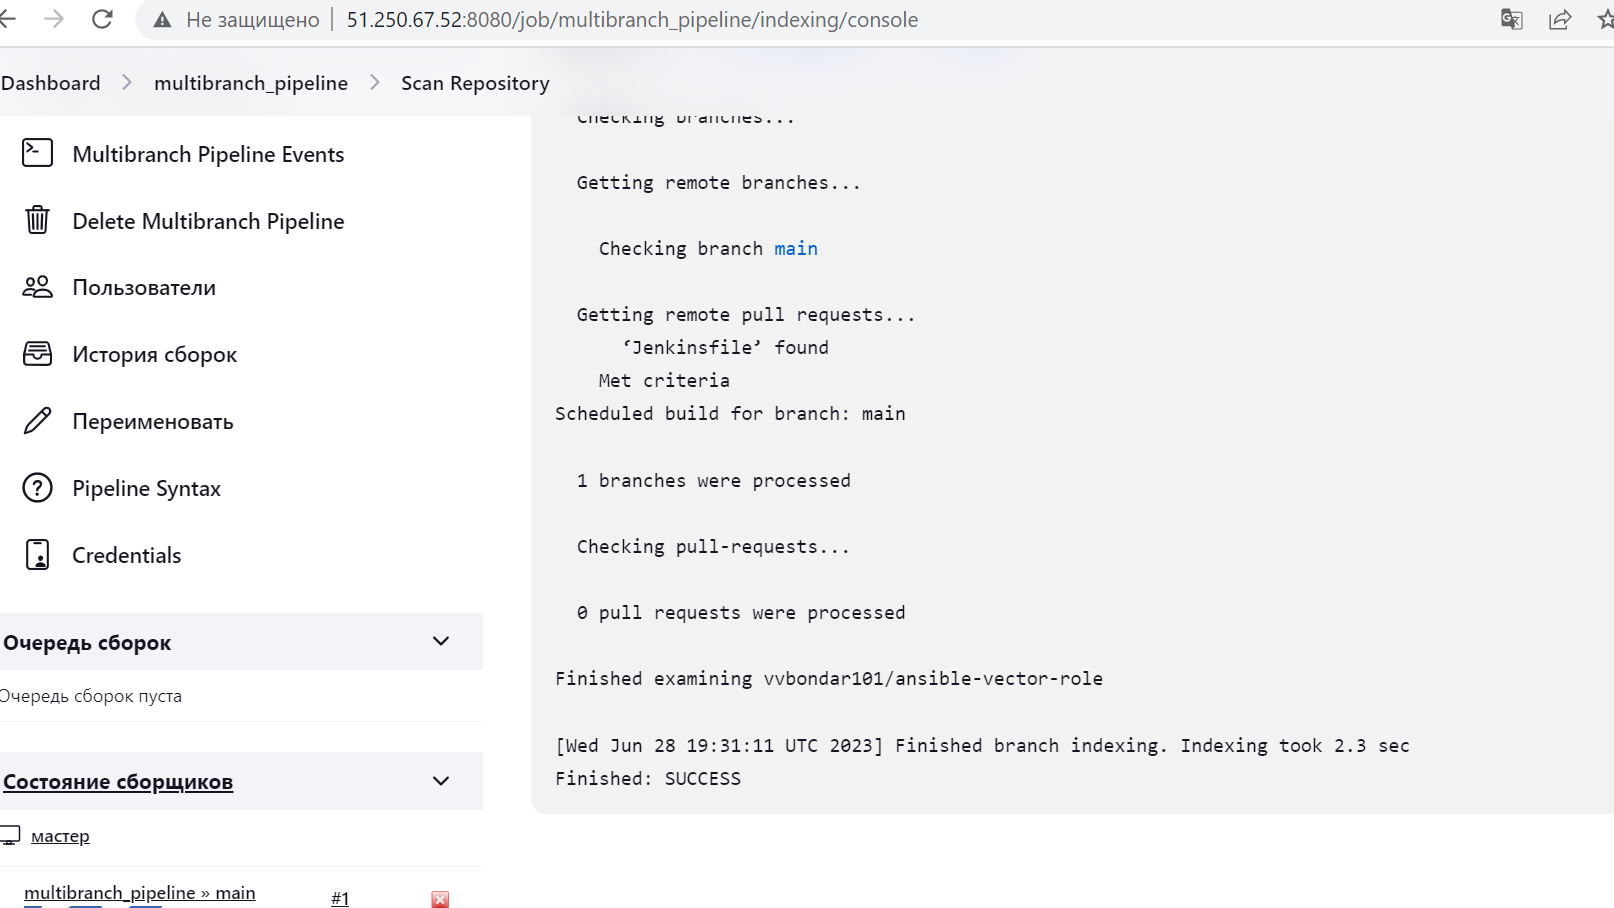 Не защищено
51.250.67.52:8080/job/multibranch_pipeline/indexing/console
Dashboard
multibranch_pipeline
Scan Repository
Multibranch Pipeline Events
Delete Multibranch Pipeline
Пользователи
История сборок
Переименовать
Pipeline Syntax
Credentials
Очередь сборок
Очередь сборок пуста
Состояние сборщиков
мастер
multibranch_pipeline » main
#1
Checking branches...
Getting remote branches...
Checking branch main
Getting remote pull requests...
‘Jenkinsfile’ found
Met criteria
Scheduled build for branch: main
1 branches were processed
Checking pull-requests...
0 pull requests were processed
Finished examining vvbondar101/ansible-vector-role
[Wed Jun 28 19:31:11 UTC 2023] Finished branch indexing. Indexing took 2.3 sec
Finished: SUCCESS